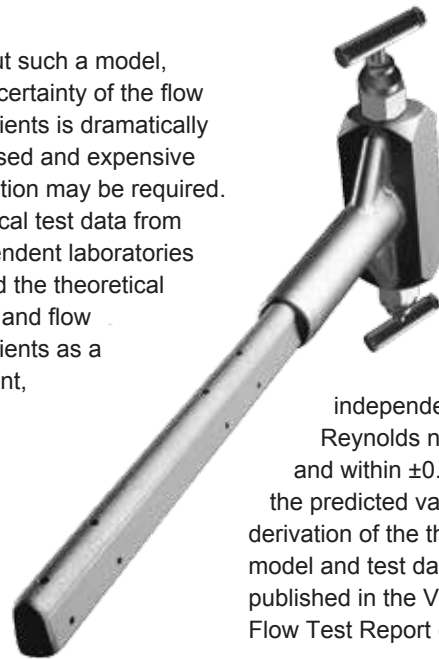 ut such a model,
certainty of the flow
ients is dramatically
sed and expensive
tion may be required.
cal test data from
endent laboratories
d the theoretical
and flow
ients as a
nt,
independe
Reynolds n
and within ±0.
the predicted va
derivation of the th
model and test da
published in the V
Flow Test Report